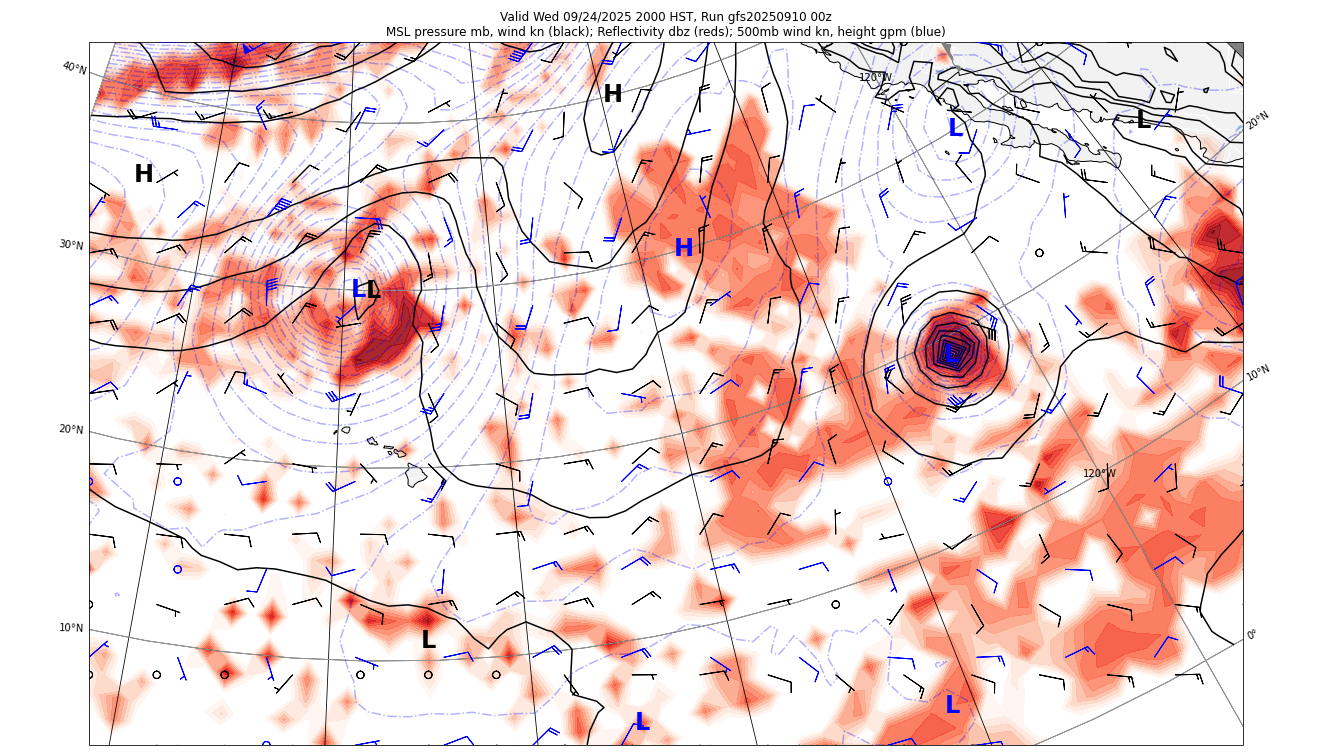 Valid Wed 09/24/2025 2000 HST, Run gfs20250910 00z
MSL pressure mb, wind kn (black); Reflectivity dbz (reds); 500mb wind kn, height gpm (blue)
40°N
120°W
H
L
L
20°N
H
30°N
H
L
L
10°N
20°N
120°W
10°N
L
0°
L
L